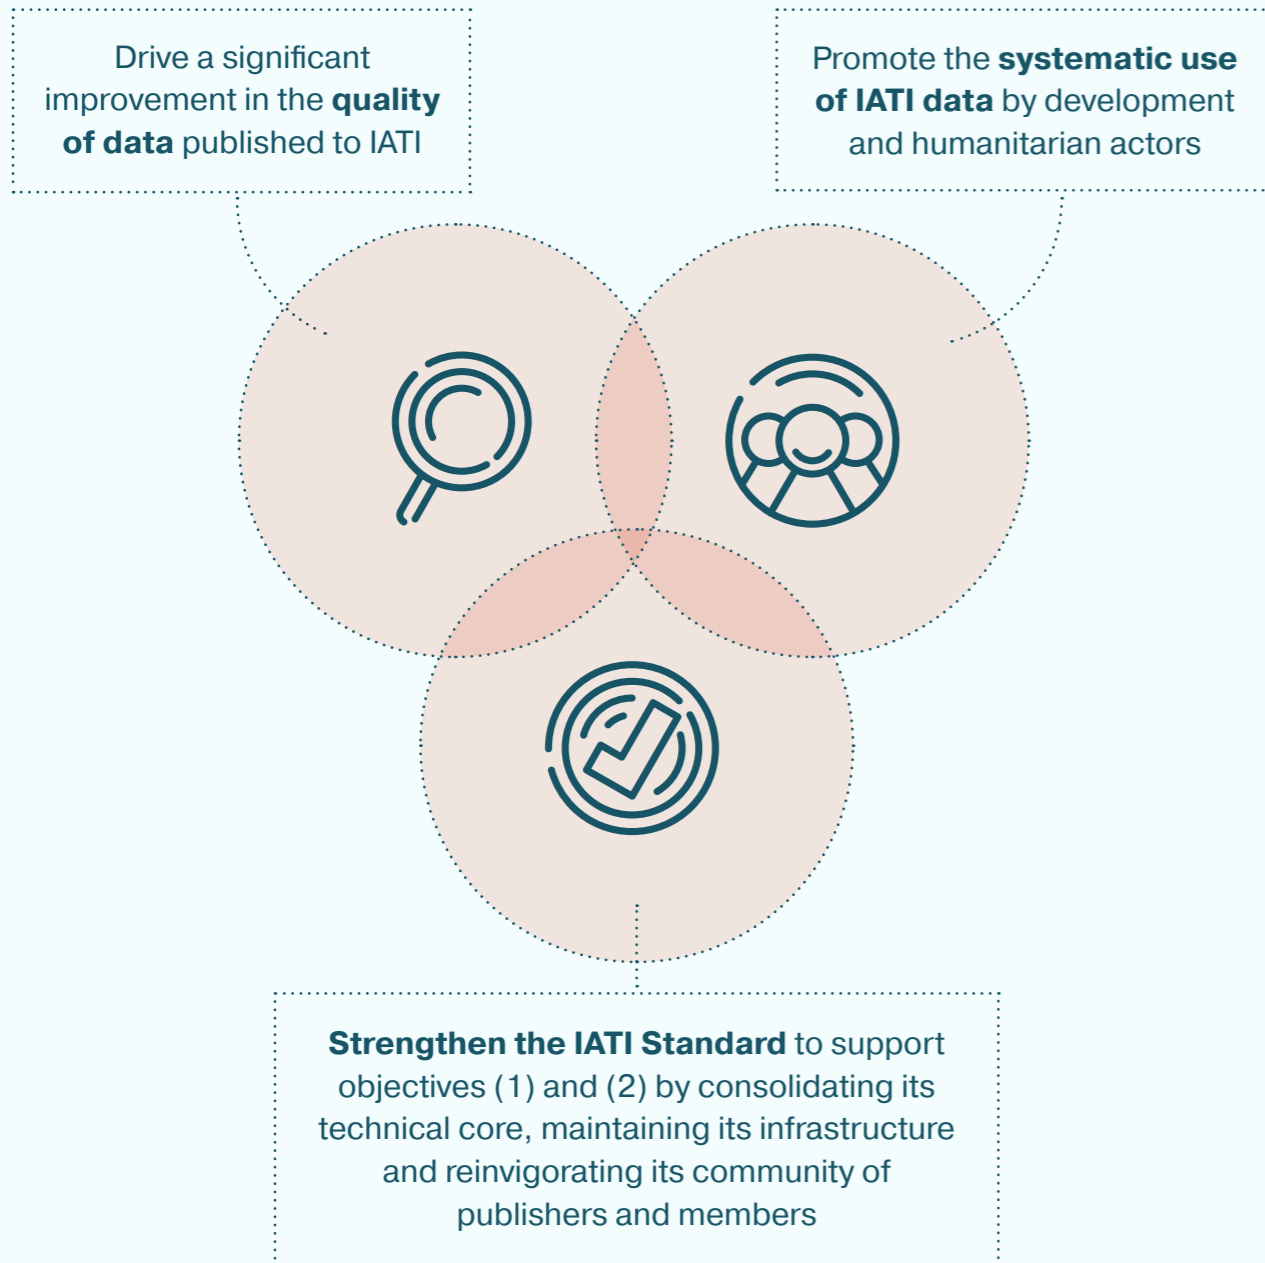 Drive a significant
improvement in the quality
of data published to IATI
Promote the systematic use
of IATI data by development
and humanitarian actors
Strengthen the IATI Standard to support
objectives (1) and (2) by consolidating its
technical core, maintaining its infrastructure
and reinvigorating its community of
publishers and members